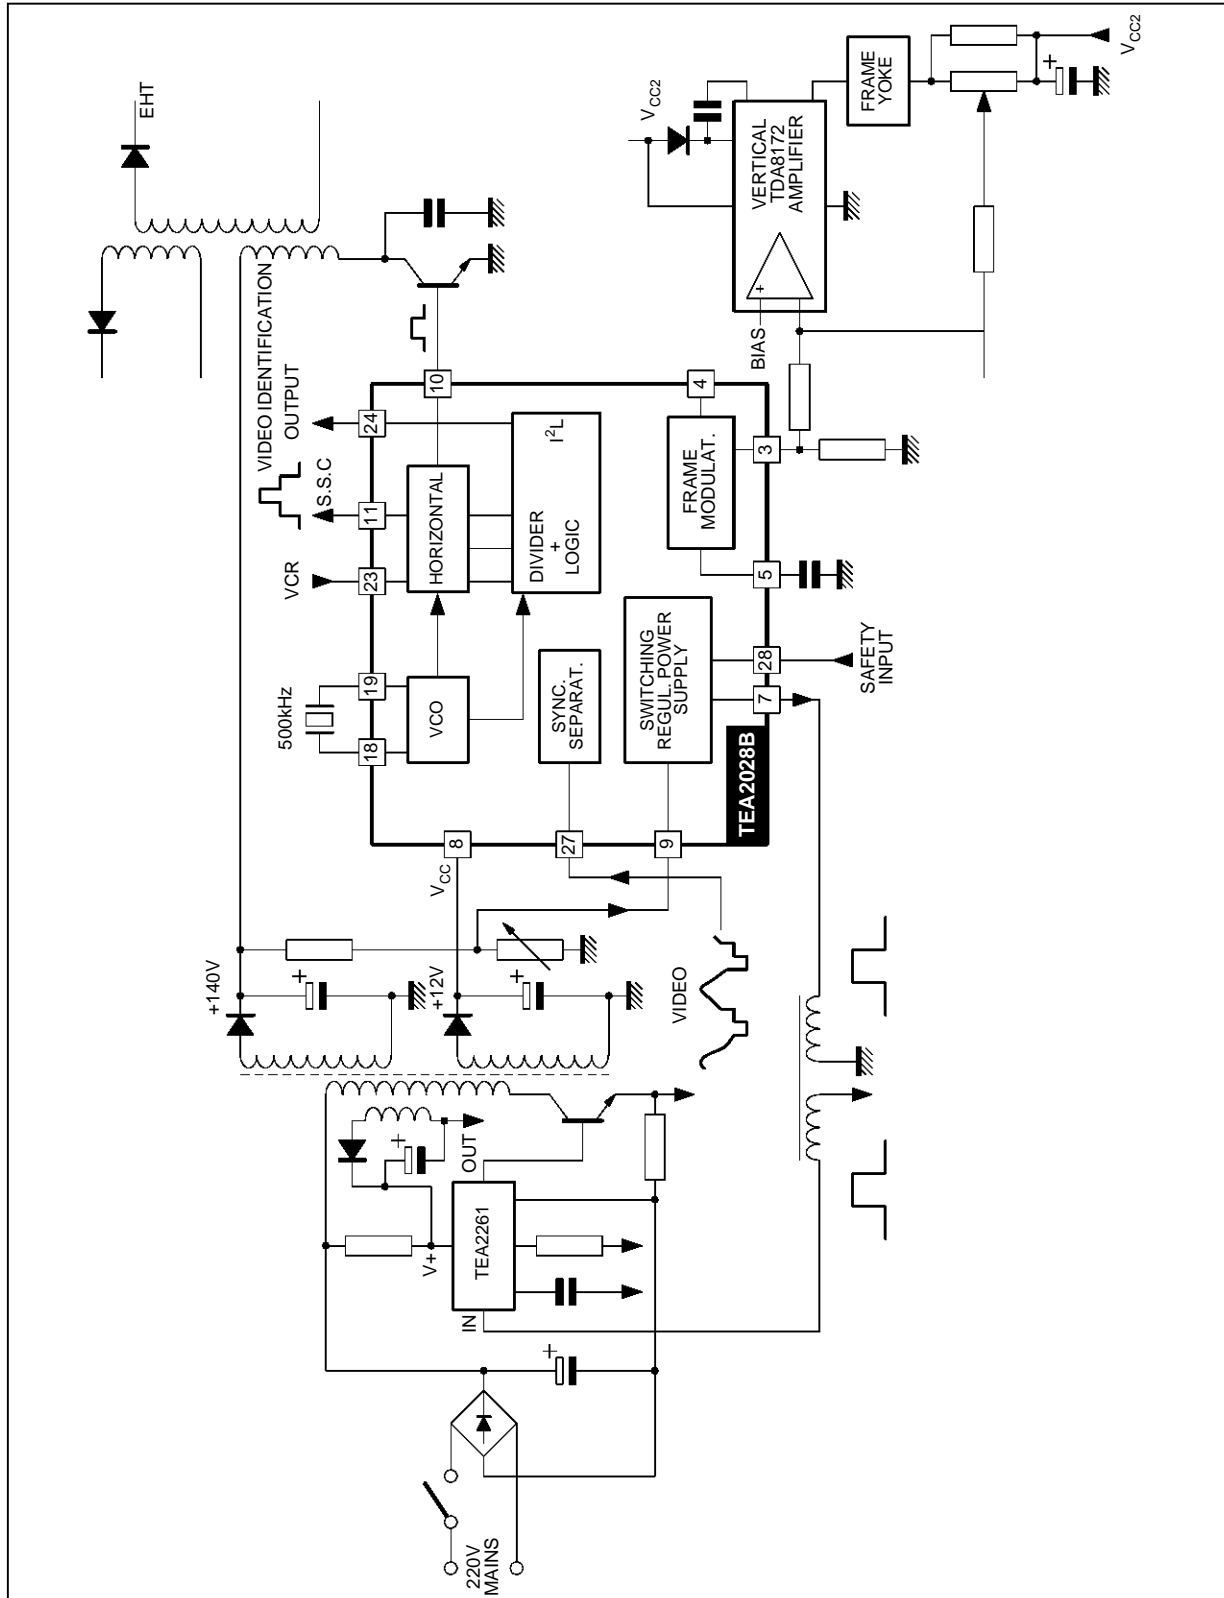 220V
MAINS
IN
TEA2261
V+
OUT
+140V
+12V
VIDEO
VCC
8
27
9
TEA2028B
500kHz
18
19
VCO
SYNC.
SEPARAT.
SWITCHING
REGUL. POWER
SUPPLY
7
28
SAFETY
INPUT
5
VCR
23
S.S.C
11
VIDEO IDENTIFICATION
OUTPUT
24
HORIZONTAL
DIVIDER
+
LOGIC
I²L
FRAME
MODULAT.
10
4
3
EHT
BIAS
+
VERTICAL
TDA8172
AMPLIFIER
VCC2
FRAME
YOKE
+
VCC2
+
+
+
+